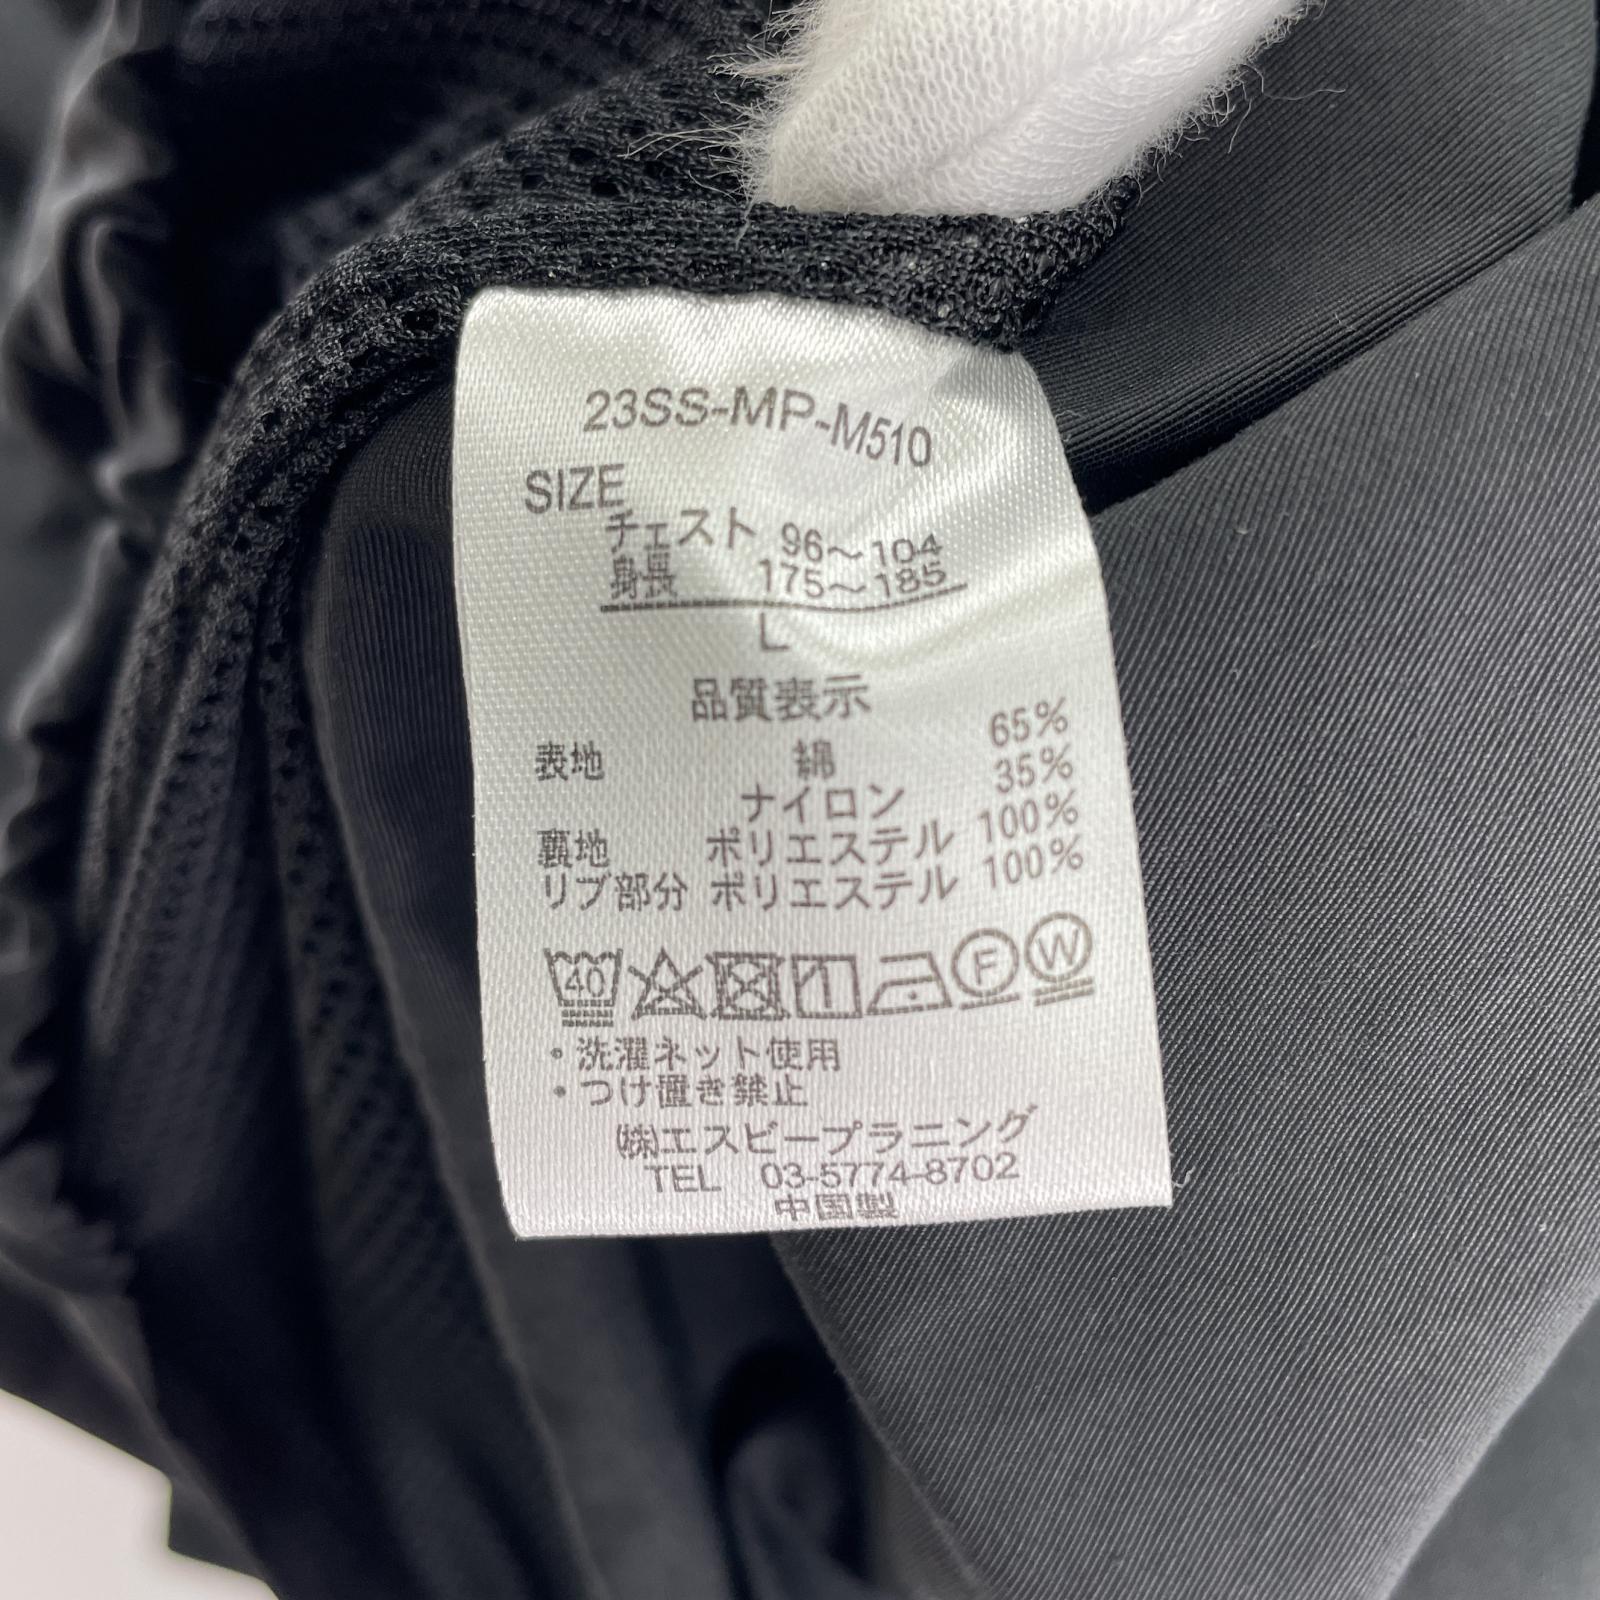 23SS-MP-M510
SIZE
チェスト 96～104
身長 175～185
L
品質表示
表地 綿 65%
ナイロン 35%
裏地 ポリエステル 100%
リブ部分 ポリエステル 100%
40 F W
・洗濯ネット使用
・つけ置き禁止
㈱エスピープラニング
TEL 03-5774-8702
中国製